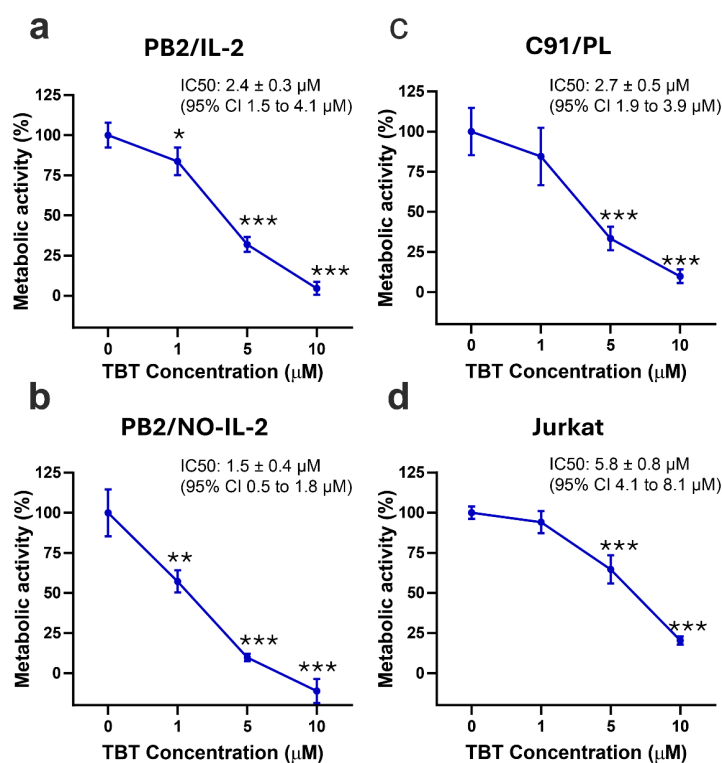 a
PB2/IL-2
IC50: 2.4 ± 0.3 µM
(95% CI 1.5 to 4.1 µM)
Metabolic activity (%)
125
100
75
50
25
0
*
***
***
0 1 5 10
TBT Concentration (μM)
c
C91/PL
IC50: 2.7 ± 0.5 µM
(95% CI 1.9 to 3.9 µM)
Metabolic activity (%)
125
100
75
50
25
0
***
***
0 1 5 10
TBT Concentration (μM)
b
PB2/NO-IL-2
IC50: 1.5 ± 0.4 µM
(95% CI 0.5 to 1.8 µM)
Metabolic activity (%)
125
100
75
50
25
0
**
***
***
0 1 5 10
TBT Concentration (μM)
d
Jurkat
IC50: 5.8 ± 0.8 µM
(95% CI 4.1 to 8.1 µM)
Metabolic activity (%)
125
100
75
50
25
0
***
***
0 1 5 10
TBT Concentration (μM)